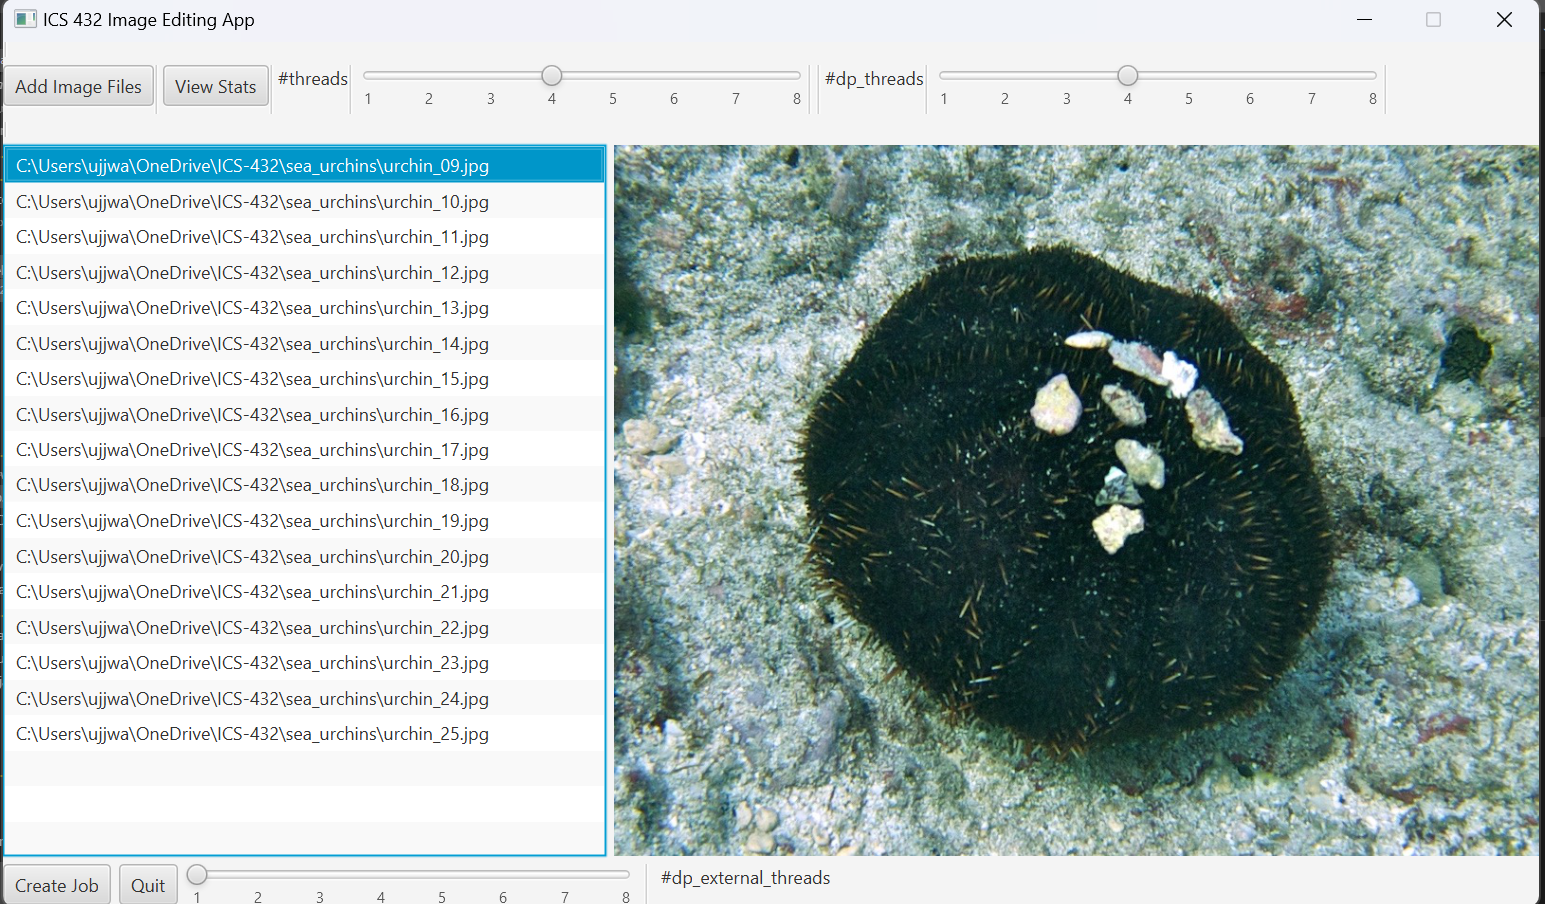 ICS 432 Image Editing App
Add Image Files View Stats #threads 1 2 3 4 5 6 7 8 #dp_threads 1 2 3 4 5 6 7 8
C:\Users\ujjwa\OneDrive\ICS-432\sea_urchins\urchin_09.jpg
C:\Users\ujjwa\OneDrive\ICS-432\sea_urchins\urchin_10.jpg
C:\Users\ujjwa\OneDrive\ICS-432\sea_urchins\urchin_11.jpg
C:\Users\ujjwa\OneDrive\ICS-432\sea_urchins\urchin_12.jpg
C:\Users\ujjwa\OneDrive\ICS-432\sea_urchins\urchin_13.jpg
C:\Users\ujjwa\OneDrive\ICS-432\sea_urchins\urchin_14.jpg
C:\Users\ujjwa\OneDrive\ICS-432\sea_urchins\urchin_15.jpg
C:\Users\ujjwa\OneDrive\ICS-432\sea_urchins\urchin_16.jpg
C:\Users\ujjwa\OneDrive\ICS-432\sea_urchins\urchin_17.jpg
C:\Users\ujjwa\OneDrive\ICS-432\sea_urchins\urchin_18.jpg
C:\Users\ujjwa\OneDrive\ICS-432\sea_urchins\urchin_19.jpg
C:\Users\ujjwa\OneDrive\ICS-432\sea_urchins\urchin_20.jpg
C:\Users\ujjwa\OneDrive\ICS-432\sea_urchins\urchin_21.jpg
C:\Users\ujjwa\OneDrive\ICS-432\sea_urchins\urchin_22.jpg
C:\Users\ujjwa\OneDrive\ICS-432\sea_urchins\urchin_23.jpg
C:\Users\ujjwa\OneDrive\ICS-432\sea_urchins\urchin_24.jpg
C:\Users\ujjwa\OneDrive\ICS-432\sea_urchins\urchin_25.jpg
Create Job Quit 1 2 3 4 5 6 7 8 #dp_external_threads